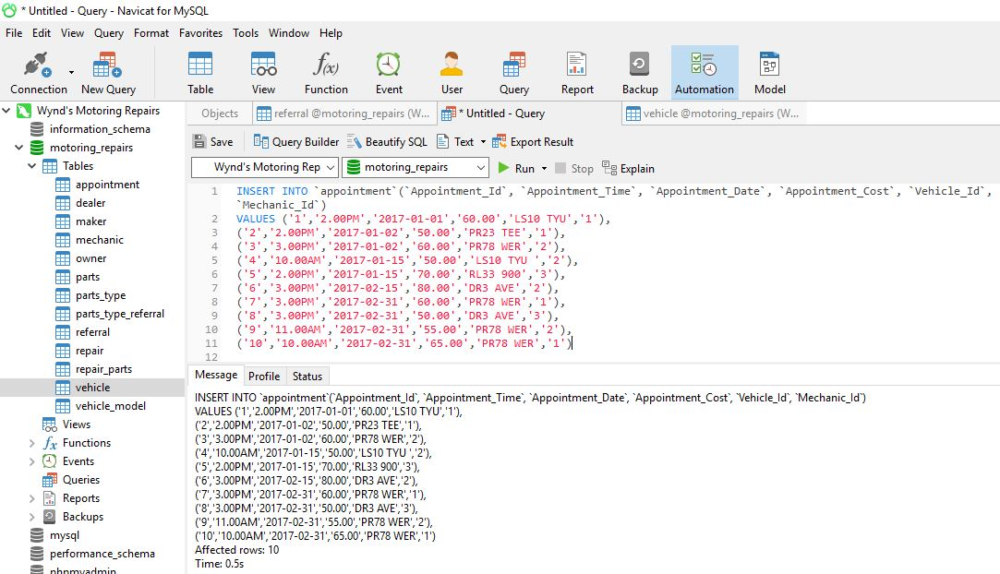 * Untitled - Query - Navicat for MySQL
File Edit View Query Format Favorites Tools Window Help
Connection New Query Table View Function Event User Query Report Backup Automation Model
Wynd's Motoring Repairs
information_schema
motoring_repairs
Tables
appointment
dealer
maker
mechanic
owner
parts
parts_type
parts_type_referral
referral
repair
repair_parts
vehicle
vehicle_model
Views
Functions
Events
Queries
Reports
Backups
mysql
performance_schema
phpmyadmin
Objects referral @motoring_repairs (W... * Untitled - Query vehicle @motoring_repairs (W...
Save Query Builder Beautify SQL Text Export Result
Wynd's Motoring Rep motoring_repairs Run Stop Explain
1 INSERT INTO `appointment`(`Appointment_Id`, `Appointment_Time`, `Appointment_Date`, `Appointment_Cost`, `Vehicle_Id`,
`Mechanic_Id`)
2 VALUES ('1','2.00PM','2017-01-01','60.00','LS10 TYU','1'),
3 ('2','2.00PM','2017-01-02','50.00','PR23 TEE','1'),
4 ('3','3.00PM','2017-01-02','60.00','PR78 WER','2'),
5 ('4','10.00AM','2017-01-15','50.00','LS10 TYU ','2'),
6 ('5','2.00PM','2017-01-15','70.00','RL33 900','3'),
7 ('6','3.00PM','2017-02-15','80.00','DR3 AVE','2'),
8 ('7','3.00PM','2017-02-31','60.00','PR78 WER','1'),
9 ('8','3.00PM','2017-02-31','50.00','DR3 AVE','3'),
10 ('9','11.00AM','2017-02-31','55.00','PR78 WER','2'),
11 ('10','10.00AM','2017-02-31','65.00','PR78 WER','1')
12
Message Profile Status
INSERT INTO `appointment`(`Appointment_Id`, `Appointment_Time`, `Appointment_Date`, `Appointment_Cost`, `Vehicle_Id`, `Mechanic_Id`)
VALUES ('1','2.00PM','2017-01-01','60.00','LS10 TYU','1'),
('2','2.00PM','2017-01-02','50.00','PR23 TEE','1'),
('3','3.00PM','2017-01-02','60.00','PR78 WER','2'),
('4','10.00AM','2017-01-15','50.00','LS10 TYU ','2'),
('5','2.00PM','2017-01-15','70.00','RL33 900','3'),
('6','3.00PM','2017-02-15','80.00','DR3 AVE','2'),
('7','3.00PM','2017-02-31','60.00','PR78 WER','1'),
('8','3.00PM','2017-02-31','50.00','DR3 AVE','3'),
('9','11.00AM','2017-02-31','55.00','PR78 WER','2'),
('10','10.00AM','2017-02-31','65.00','PR78 WER','1')
Affected rows: 10
Time: 0.5s